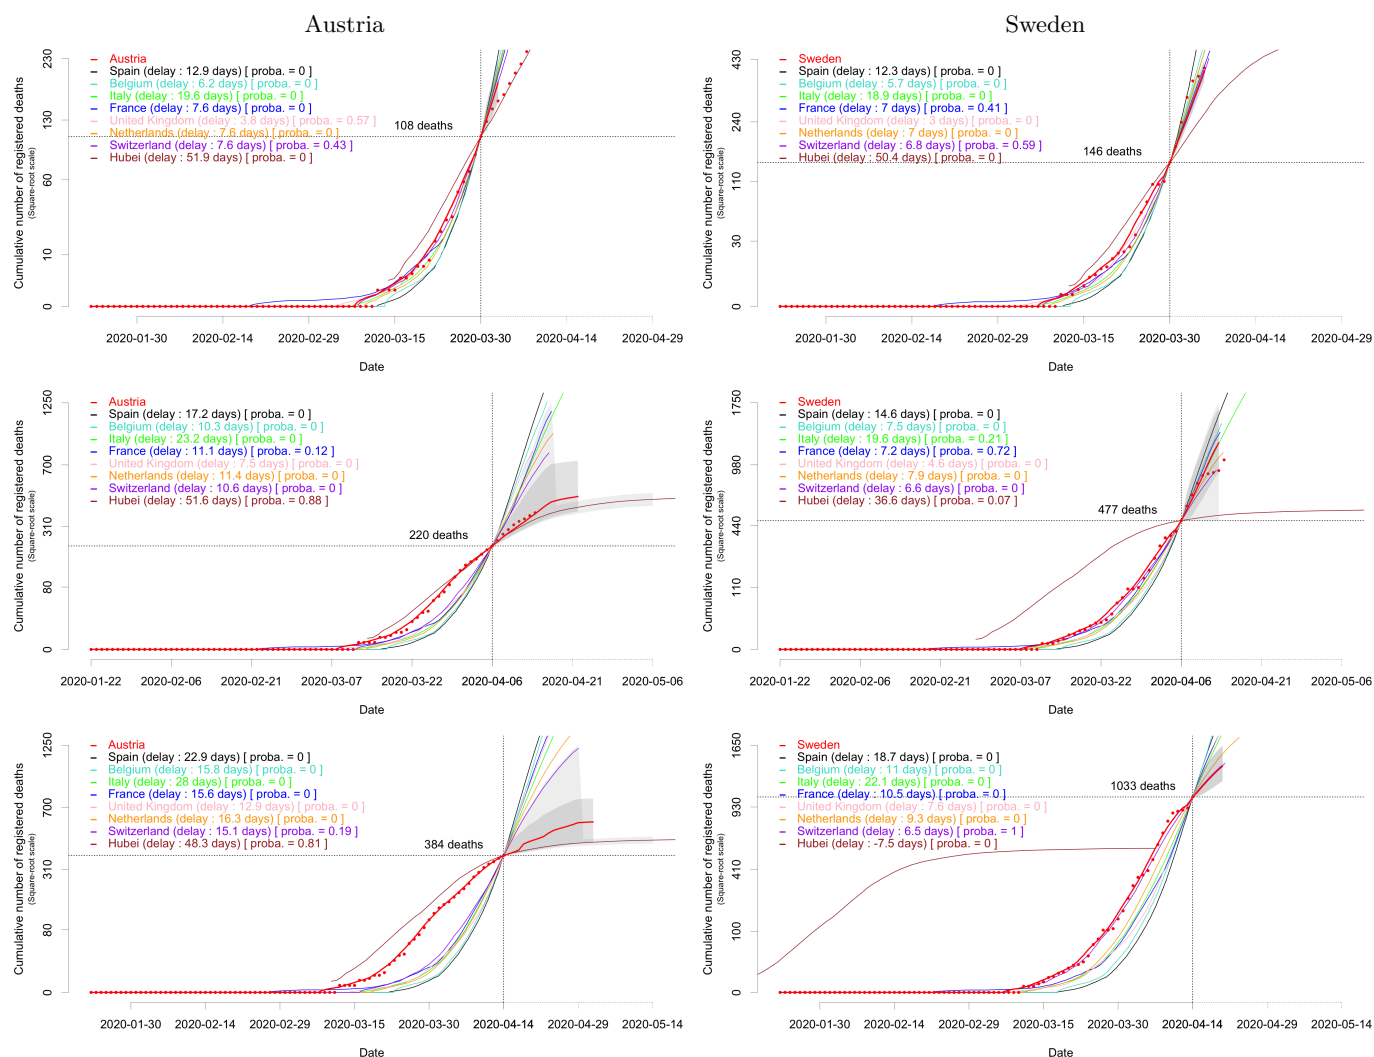 Austria
Sweden
Cumulative number of registered deaths
(Square-root scale)
230
130
60
10
0
Austria
Spain (delay : 12.9 days) [ proba. = 0 ]
Belgium (delay : 6.2 days) [ proba. = 0 ]
Italy (delay : 19.6 days) [ proba. = 0 ]
France (delay : 7.6 days) [ proba. = 0 ]
United Kingdom (delay : 3.8 days) [ proba. = 0.57 ]
Netherlands (delay : 7.6 days) [ proba. = 0 ]
Switzerland (delay : 7.6 days) [ proba. = 0.43 ]
Hubei (delay : 51.9 days) [ proba. = 0 ]
108 deaths
2020-01-30 2020-02-14 2020-02-29 2020-03-15 2020-03-30 2020-04-14 2020-04-29
Date
Cumulative number of registered deaths
(Square-root scale)
430
240
110
30
0
Sweden
Spain (delay : 12.3 days) [ proba. = 0 ]
Belgium (delay : 5.7 days) [ proba. = 0 ]
Italy (delay : 18.9 days) [ proba. = 0 ]
France (delay : 7 days) [ proba. = 0.41 ]
United Kingdom (delay : 3 days) [ proba. = 0 ]
Netherlands (delay : 7 days) [ proba. = 0 ]
Switzerland (delay : 6.8 days) [ proba. = 0.59 ]
Hubei (delay : 50.4 days) [ proba. = 0 ]
146 deaths
2020-01-30 2020-02-14 2020-02-29 2020-03-15 2020-03-30 2020-04-14 2020-04-29
Date
Cumulative number of registered deaths
(Square-root scale)
1250
700
310
80
0
Austria
Spain (delay : 17.2 days) [ proba. = 0 ]
Belgium (delay : 10.3 days) [ proba. = 0 ]
Italy (delay : 23.2 days) [ proba. = 0 ]
France (delay : 11.1 days) [ proba. = 0.12 ]
United Kingdom (delay : 7.5 days) [ proba. = 0 ]
Netherlands (delay : 11.4 days) [ proba. = 0 ]
Switzerland (delay : 10.6 days) [ proba. = 0 ]
Hubei (delay : 51.6 days) [ proba. = 0.88 ]
220 deaths
2020-01-22 2020-02-06 2020-02-21 2020-03-07 2020-03-22 2020-04-06 2020-04-21 2020-05-06
Date
Cumulative number of registered deaths
(Square-root scale)
1750
980
440
110
0
Sweden
Spain (delay : 14.6 days) [ proba. = 0 ]
Belgium (delay : 7.5 days) [ proba. = 0 ]
Italy (delay : 19.6 days) [ proba. = 0.21 ]
France (delay : 7.2 days) [ proba. = 0.72 ]
United Kingdom (delay : 4.6 days) [ proba. = 0 ]
Netherlands (delay : 7.9 days) [ proba. = 0 ]
Switzerland (delay : 6.6 days) [ proba. = 0 ]
Hubei (delay : 36.6 days) [ proba. = 0.07 ]
477 deaths
2020-01-22 2020-02-06 2020-02-21 2020-03-07 2020-03-22 2020-04-06 2020-04-21 2020-05-06
Date
Cumulative number of registered deaths
(Square-root scale)
1250
700
310
80
0
Austria
Spain (delay : 22.9 days) [ proba. = 0 ]
Belgium (delay : 15.8 days) [ proba. = 0 ]
Italy (delay : 28 days) [ proba. = 0 ]
France (delay : 15.6 days) [ proba. = 0 ]
United Kingdom (delay : 12.9 days) [ proba. = 0 ]
Netherlands (delay : 16.3 days) [ proba. = 0 ]
Switzerland (delay : 15.1 days) [ proba. = 0.19 ]
Hubei (delay : 48.3 days) [ proba. = 0.81 ]
384 deaths
2020-01-30 2020-02-14 2020-02-29 2020-03-15 2020-03-30 2020-04-14 2020-04-29 2020-05-14
Date
Cumulative number of registered deaths
(Square-root scale)
1650
930
410
100
0
Sweden
Spain (delay : 18.7 days) [ proba. = 0 ]
Belgium (delay : 11 days) [ proba. = 0 ]
Italy (delay : 22.1 days) [ proba. = 0 ]
France (delay : 10.5 days) [ proba. = 0 ]
United Kingdom (delay : 7.6 days) [ proba. = 0 ]
Netherlands (delay : 9.3 days) [ proba. = 0 ]
Switzerland (delay : 6.5 days) [ proba. = 1 ]
Hubei (delay : -7.5 days) [ proba. = 0 ]
1033 deaths
2020-01-30 2020-02-14 2020-02-29 2020-03-15 2020-03-30 2020-04-14 2020-04-29 2020-05-14
Date